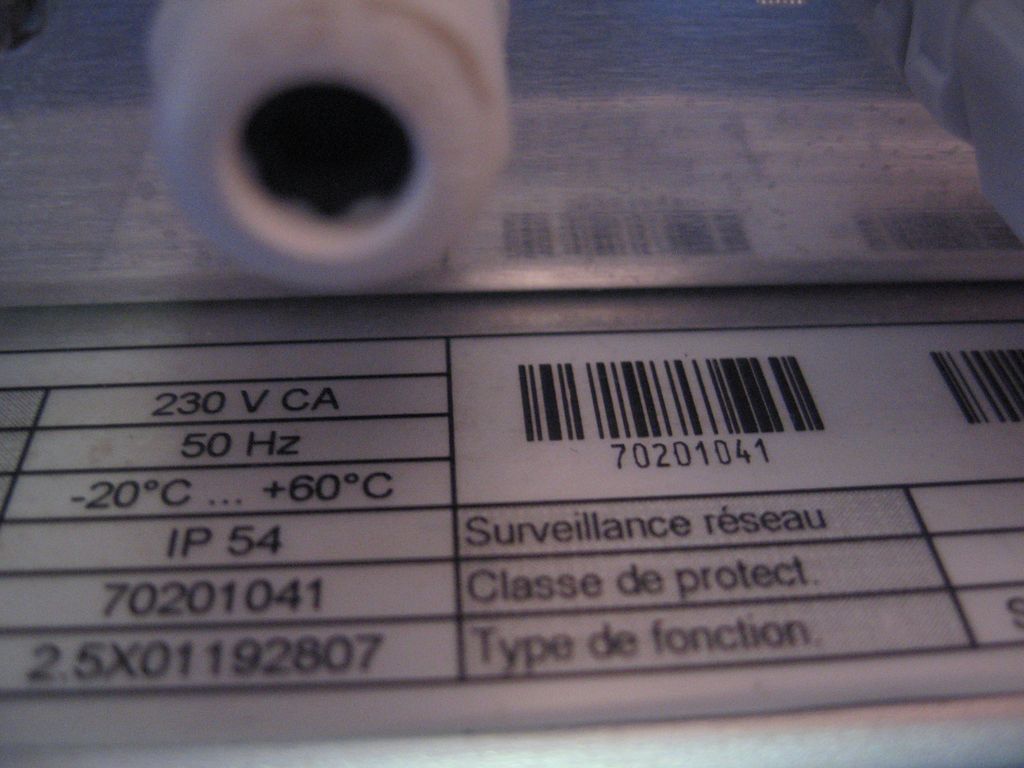 230 V CA
50 Hz
-20°C ... +60°C
IP 54
70201041
2.5X01192807
70201041
Surveillance réseau
Classe de protect.
Type de fonction.
S